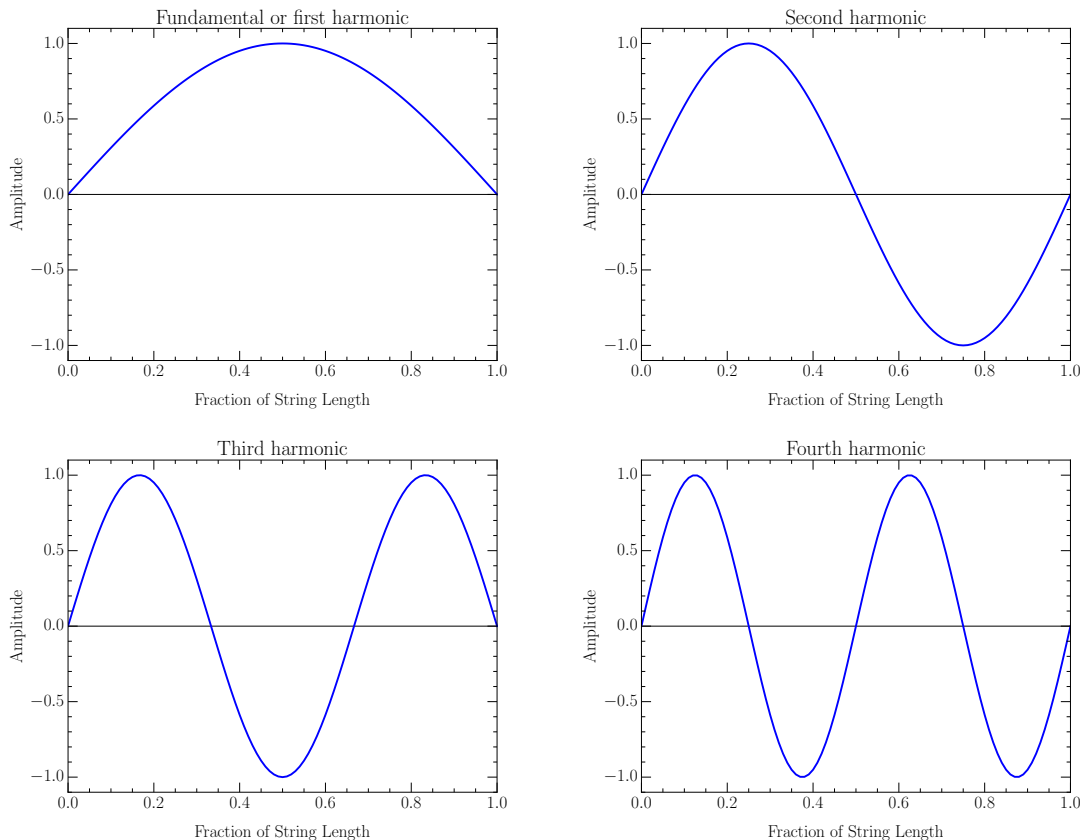 Fundamental or first harmonic
1.0
0.5
0.0
−0.5
−1.0
Amplitude
0.0 0.2 0.4 0.6 0.8 1.0
Fraction of String Length
Second harmonic
1.0
0.5
0.0
−0.5
−1.0
Amplitude
0.0 0.2 0.4 0.6 0.8 1.0
Fraction of String Length
Third harmonic
1.0
0.5
0.0
−0.5
−1.0
Amplitude
0.0 0.2 0.4 0.6 0.8 1.0
Fraction of String Length
Fourth harmonic
1.0
0.5
0.0
−0.5
−1.0
Amplitude
0.0 0.2 0.4 0.6 0.8 1.0
Fraction of String Length